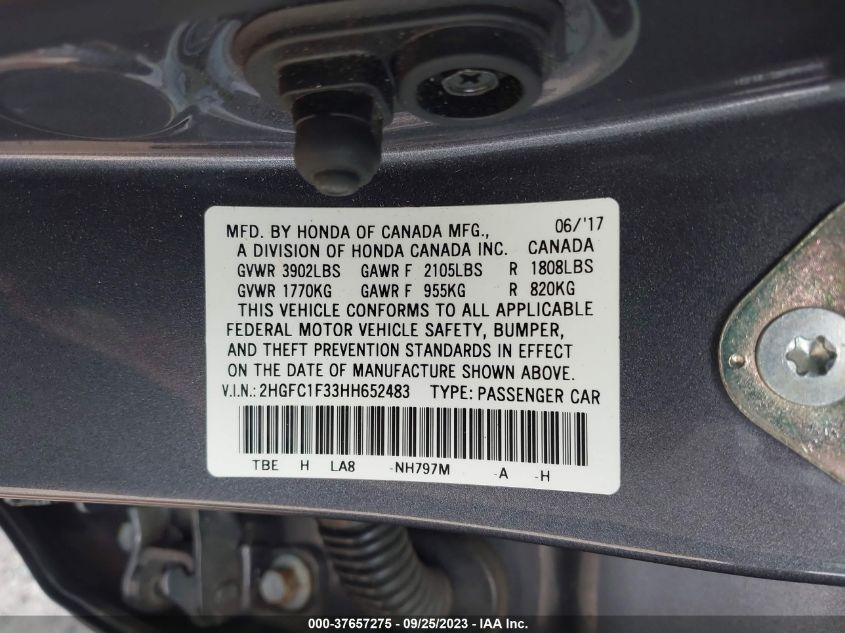 MFD. BY HONDA OF CANADA MFG., 06/'17
A DIVISION OF HONDA CANADA INC. CANADA
GVWR 3902LBS GAWR F 2105LBS R 1808LBS
GVWR 1770KG GAWR F 955KG R 820KG
THIS VEHICLE CONFORMS TO ALL APPLICABLE
FEDERAL MOTOR VEHICLE SAFETY, BUMPER,
AND THEFT PREVENTION STANDARDS IN EFFECT
ON THE DATE OF MANUFACTURE SHOWN ABOVE.
V.I.N.: 2HGFC1F33HH652483 TYPE: PASSENGER CAR
TBE H LA8 -NH797M -A -H
000-37657275 - 09/25/2023 - IAA Inc.